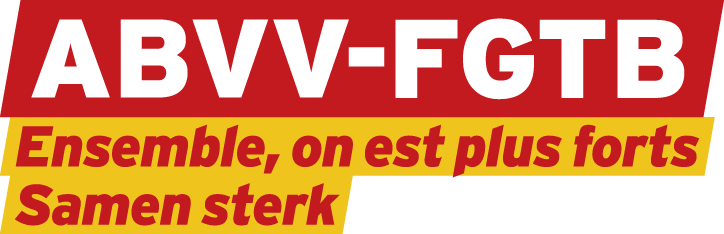 ABVV-FGTB
Ensemble, on est plus forts
Samen sterk